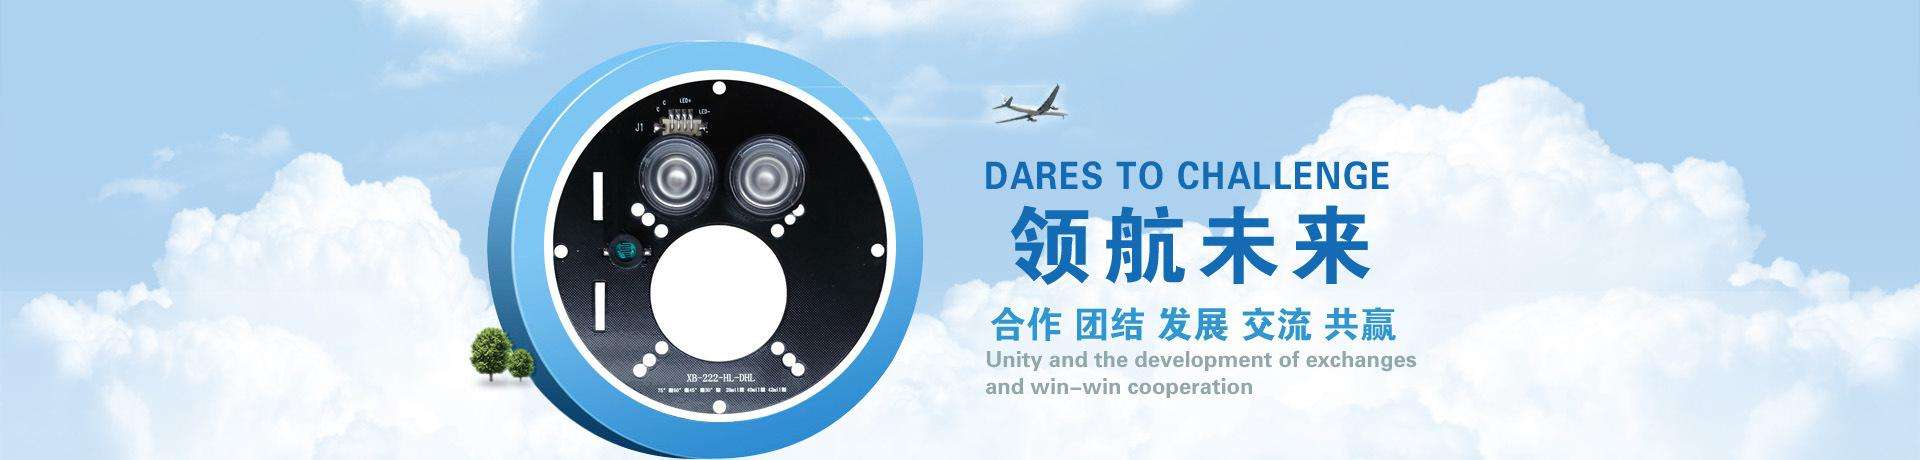 C
C
LED+
LED-
J1
XB-222-HL-DHL
DARES TO CHALLENGE
领航未来
合作 团结 发展 交流 共赢
Unity and the development of exchanges
and win-win cooperation